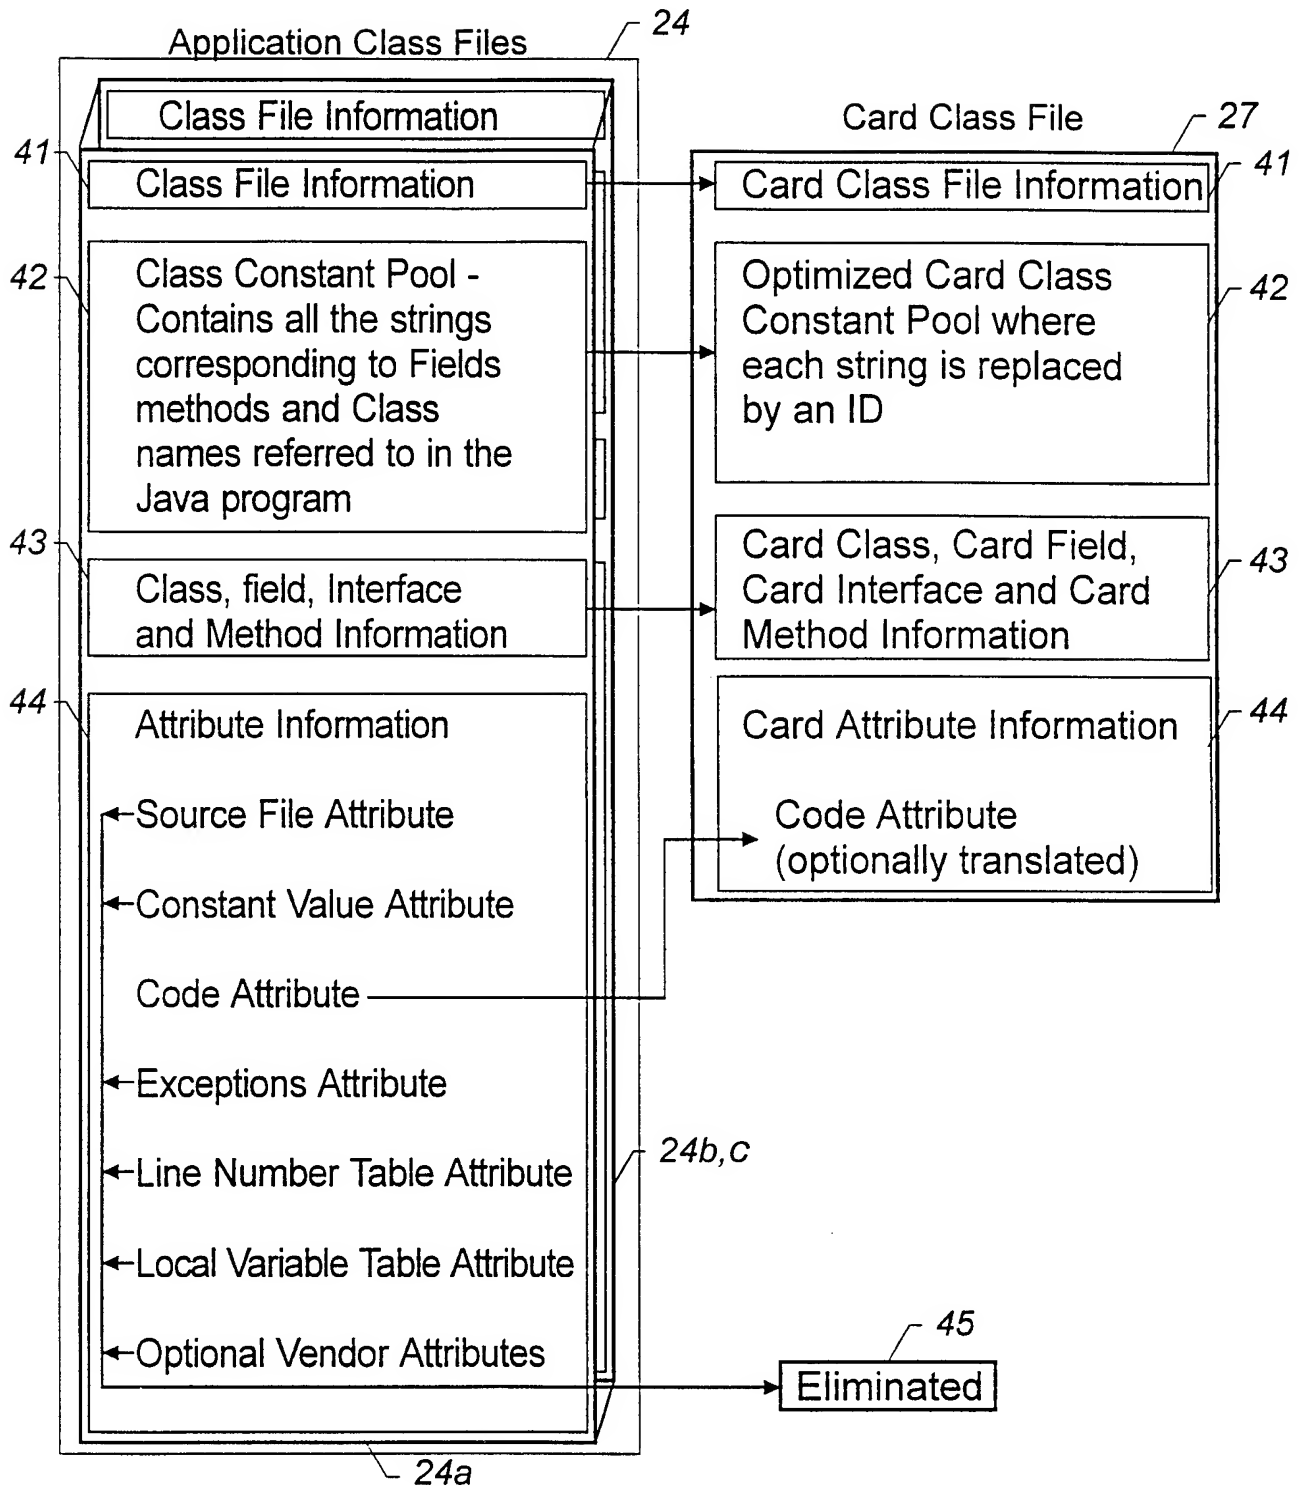 24
Application Class Files
Class File Information
Card Class File
27
41
Class File Information
Card Class File Information
41
42
Class Constant Pool -
Contains all the strings
corresponding to Fields
methods and Class
names referred to in the
Java program
Optimized Card Class
Constant Pool where
each string is replaced
by an ID
42
43
Class, field, Interface
and Method Information
Card Class, Card Field,
Card Interface and Card
Method Information
43
44
Attribute Information
Source File Attribute
Constant Value Attribute
Code Attribute
Exceptions Attribute
Line Number Table Attribute
Local Variable Table Attribute
Optional Vendor Attributes
Card Attribute Information
Code Attribute
(optionally translated)
44
24b,c
45
Eliminated
24a